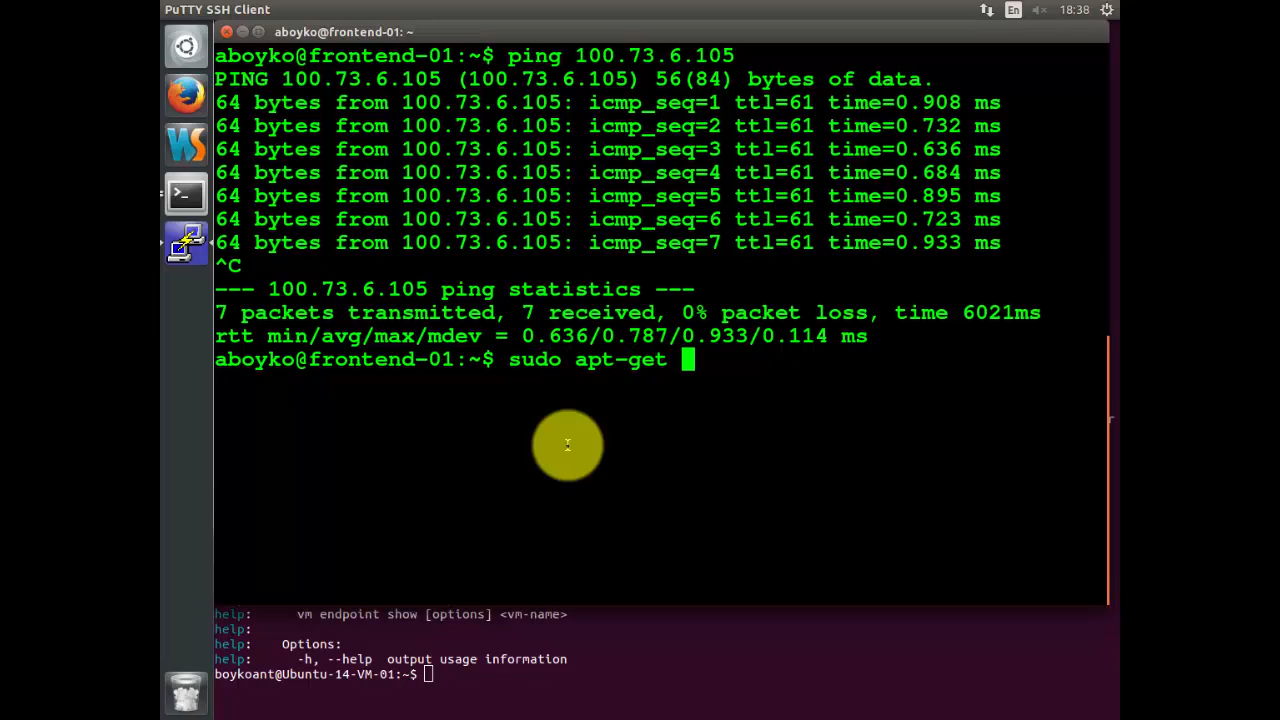 PuTTY SSH Client
En
18:38
aboyko@frontend-01: ~
aboyko@frontend-01:~$ ping 100.73.6.105
PING 100.73.6.105 (100.73.6.105) 56(84) bytes of data.
64 bytes from 100.73.6.105: icmp_seq=1 ttl=61 time=0.908 ms
64 bytes from 100.73.6.105: icmp_seq=2 ttl=61 time=0.732 ms
64 bytes from 100.73.6.105: icmp_seq=3 ttl=61 time=0.636 ms
64 bytes from 100.73.6.105: icmp_seq=4 ttl=61 time=0.684 ms
64 bytes from 100.73.6.105: icmp_seq=5 ttl=61 time=0.895 ms
64 bytes from 100.73.6.105: icmp_seq=6 ttl=61 time=0.723 ms
64 bytes from 100.73.6.105: icmp_seq=7 ttl=61 time=0.933 ms
^C
--- 100.73.6.105 ping statistics ---
7 packets transmitted, 7 received, 0% packet loss, time 6021ms
rtt min/avg/max/mdev = 0.636/0.787/0.933/0.114 ms
aboyko@frontend-01:~$ sudo apt-get
help: vm endpoint show [options] <vm-name>
help:
help: Options:
help: -h, --help output usage information
boykoant@Ubuntu-14-VM-01:~$
WS